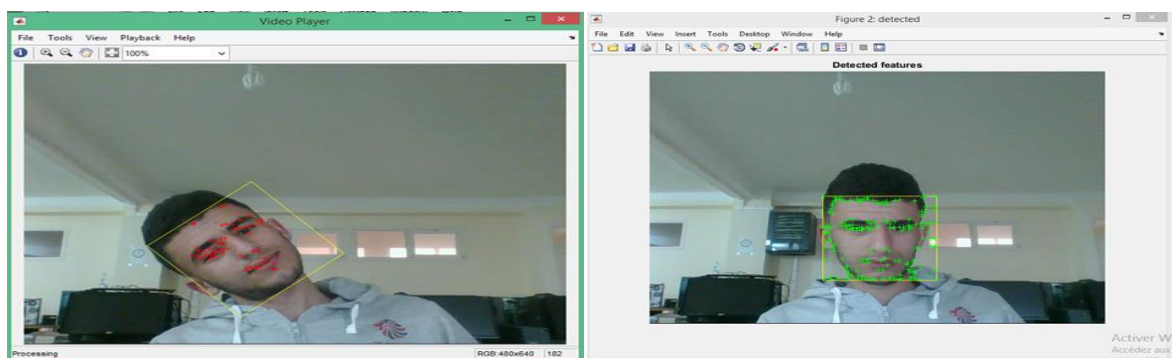 Video Player
File Tools View Playback Help
100%
Processing
RGB:480x640 182
Figure 2: detected
File Edit View Insert Tools Desktop Window Help
Detected features
Activer W
Accédez aux